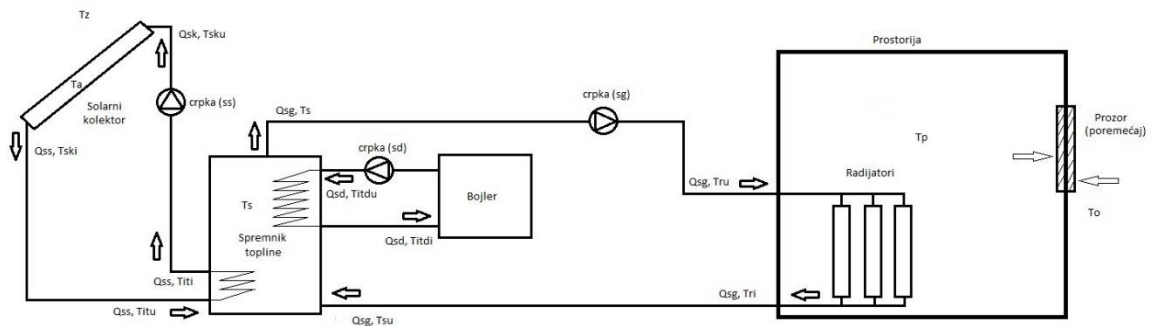 Tz
Qsk, Tsku
Prostorija
Ta
Solarni
kolektor
crpka (ss)
crpka (sg)
Qsg, Ts
Prozor
(poremećaj)
Qss, Tski
crpka (sd)
Tp
Radijatori
Qsd, Titdu
Bojler
Qsg, Tru
Ts
To
Spremnik
topline
Qsd, Titdi
Qss, Titi
Qsg, Tri
Qss, Titu
Qsg, Tsu